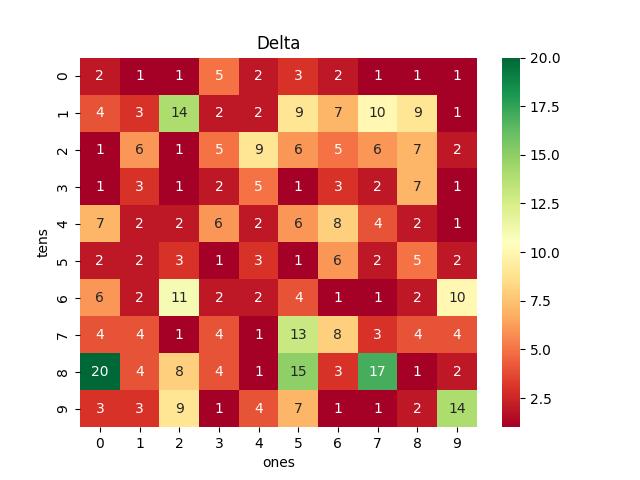 Delta
tens
0 2 1 1 5 2 3 2 1 1 1
1 4 3 14 2 2 9 7 10 9 1
2 1 6 1 5 9 6 5 6 7 2
3 1 3 1 2 5 1 3 2 7 1
4 7 2 2 6 2 6 8 4 2 1
5 2 2 3 1 3 1 6 2 5 2
6 6 2 11 2 2 4 1 1 2 10
7 4 4 1 4 1 13 8 3 4 4
8 20 4 8 4 1 15 3 17 1 2
9 3 3 9 1 4 7 1 1 2 14
0 1 2 3 4 5 6 7 8 9
ones
20.0
17.5
15.0
12.5
10.0
7.5
5.0
2.5